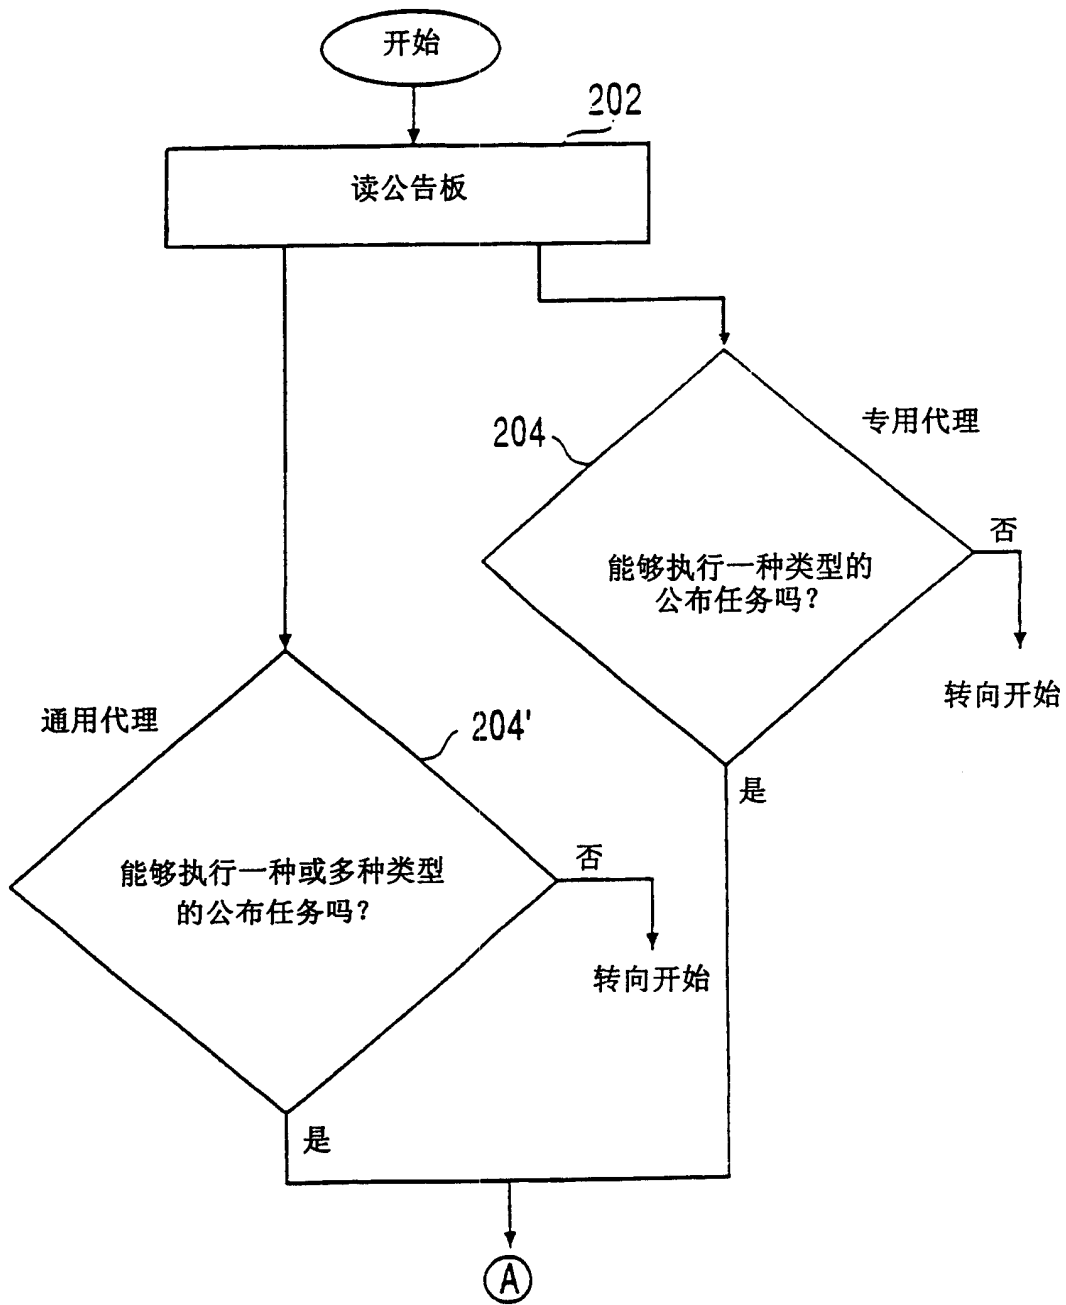 开始
202
读公告板
专用代理
204
否
能够执行一种类型的
公布任务吗？
转向开始
通用代理
204'
是
能够执行一种或多种类型
的公布任务吗？
否
转向开始
是
A